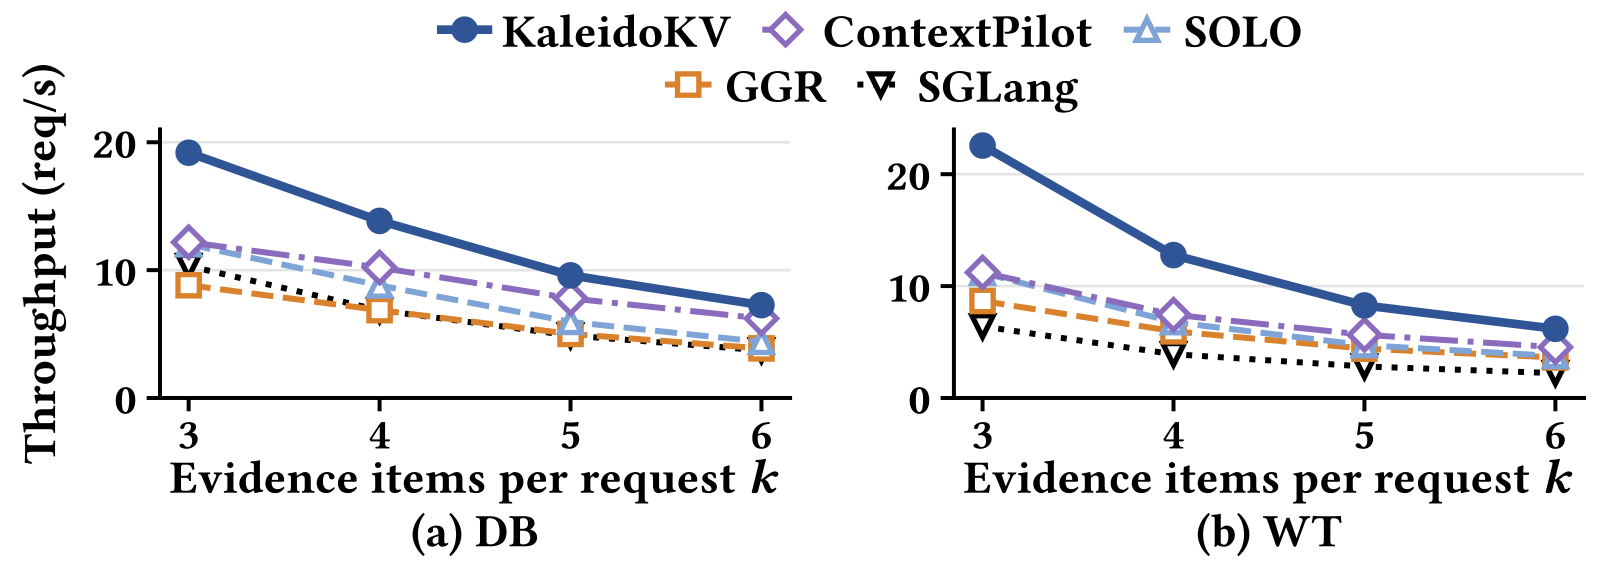 KaleidoKV ContextPilot SOLO
GGR SGLang
Throughput (req/s)
20
10
0
3 4 5 6
Evidence items per request k
(a) DB
20
10
0
3 4 5 6
Evidence items per request k
(b) WT